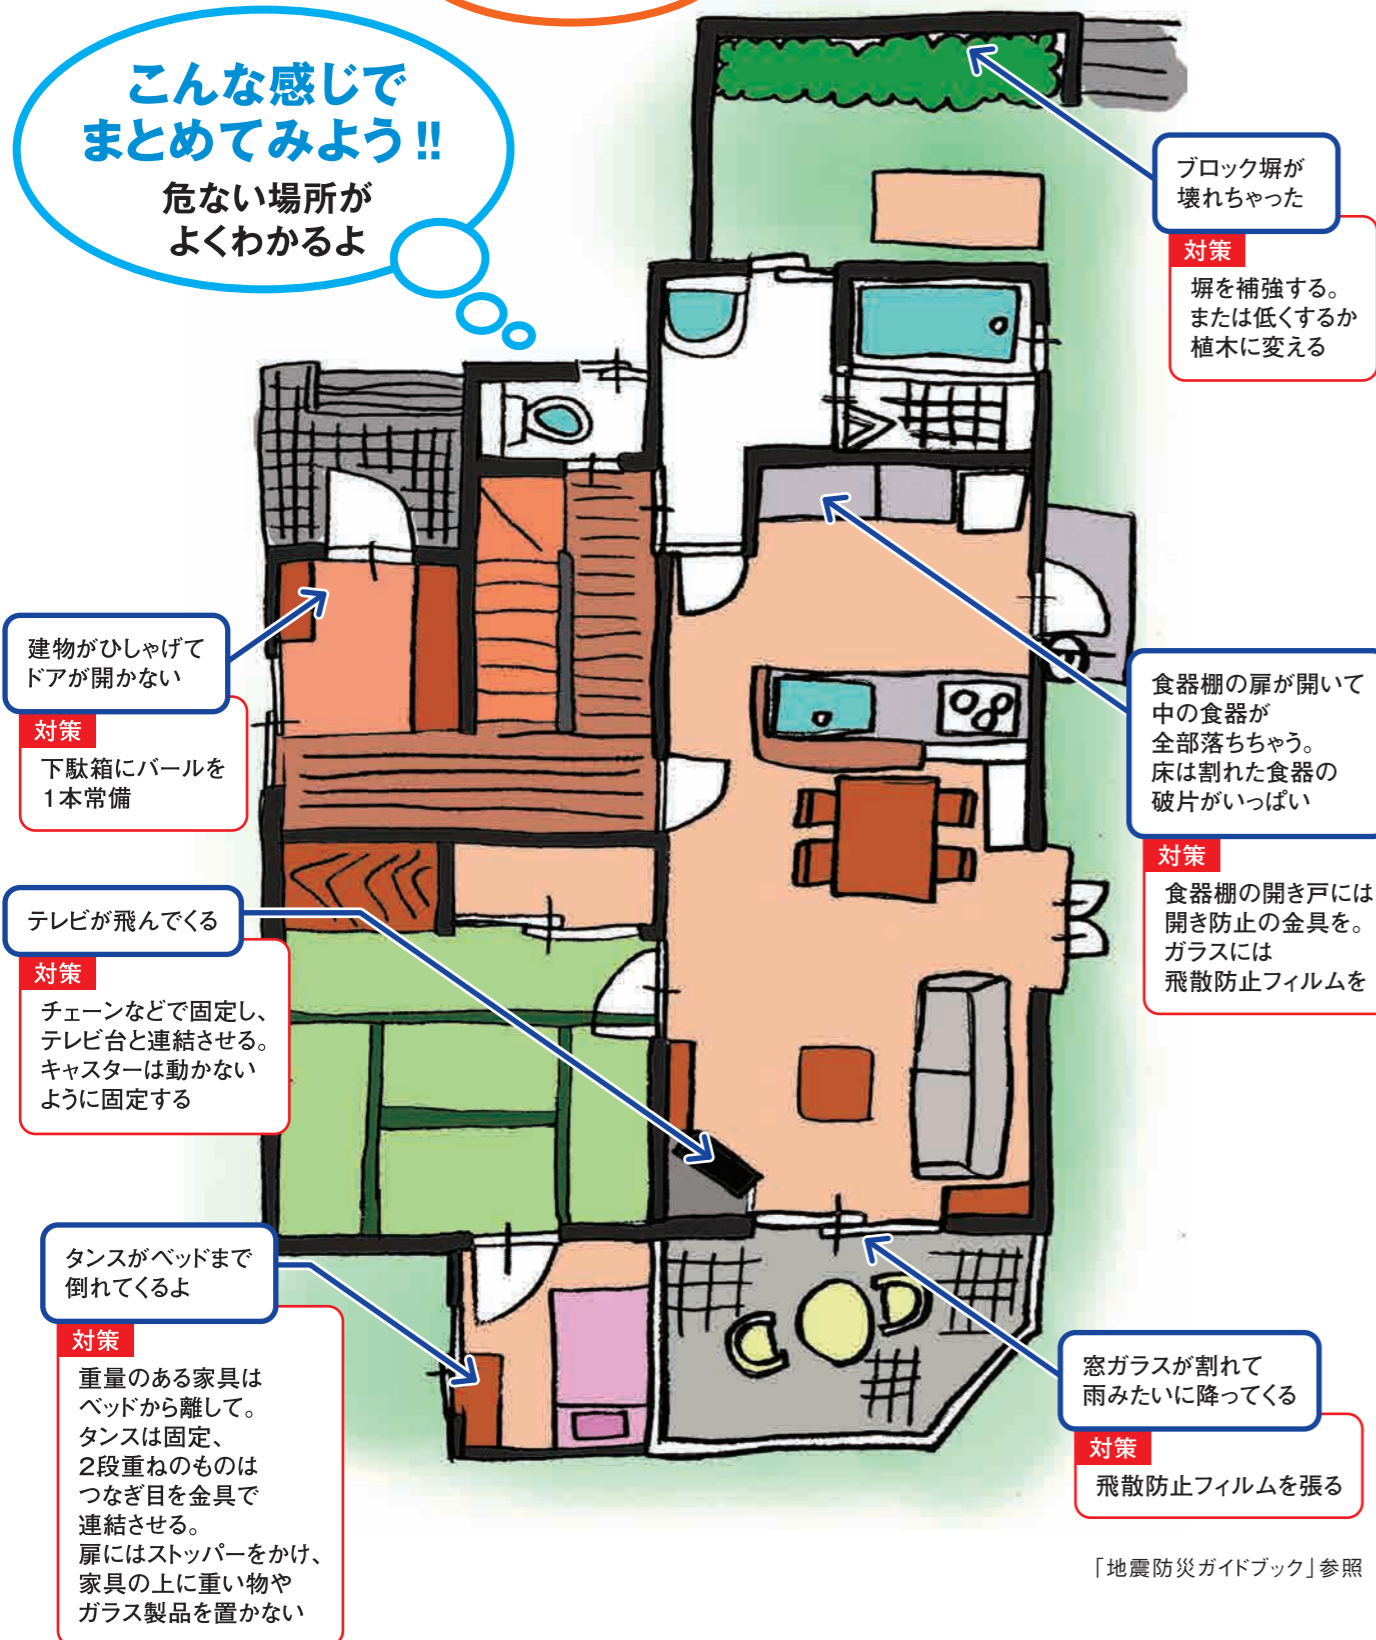 こんな感じで
まとめてみよう!!
危ない場所が
よくわかるよ
ブロック塀が
壊れちゃった
対策
塀を補強する。
または低くするか
植木に変える
建物がひしゃげて
ドアが開かない
対策
下駄箱にバールを
1本常備
食器棚の扉が開いて
中の食器が
全部落ちちゃう。
床は割れた食器の
破片がいっぱい
対策
食器棚の開き戸には
開き防止の金具を。
ガラスには
飛散防止フィルムを
テレビが飛んでくる
対策
チェーンなどで固定し、
テレビ台と連結させる。
キャスターは動かない
ように固定する
タンスがベッドまで
倒れてくるよ
対策
重量のある家具は
ベッドから離して。
タンスは固定、
2段重ねのものは
つなぎ目を金具で
連結させる。
扉にはストッパーをかけ、
家具の上に重い物や
ガラス製品を置かない
窓ガラスが割れて
雨みたいに降ってくる
対策
飛散防止フィルムを張る
「地震防災ガイドブック」参照